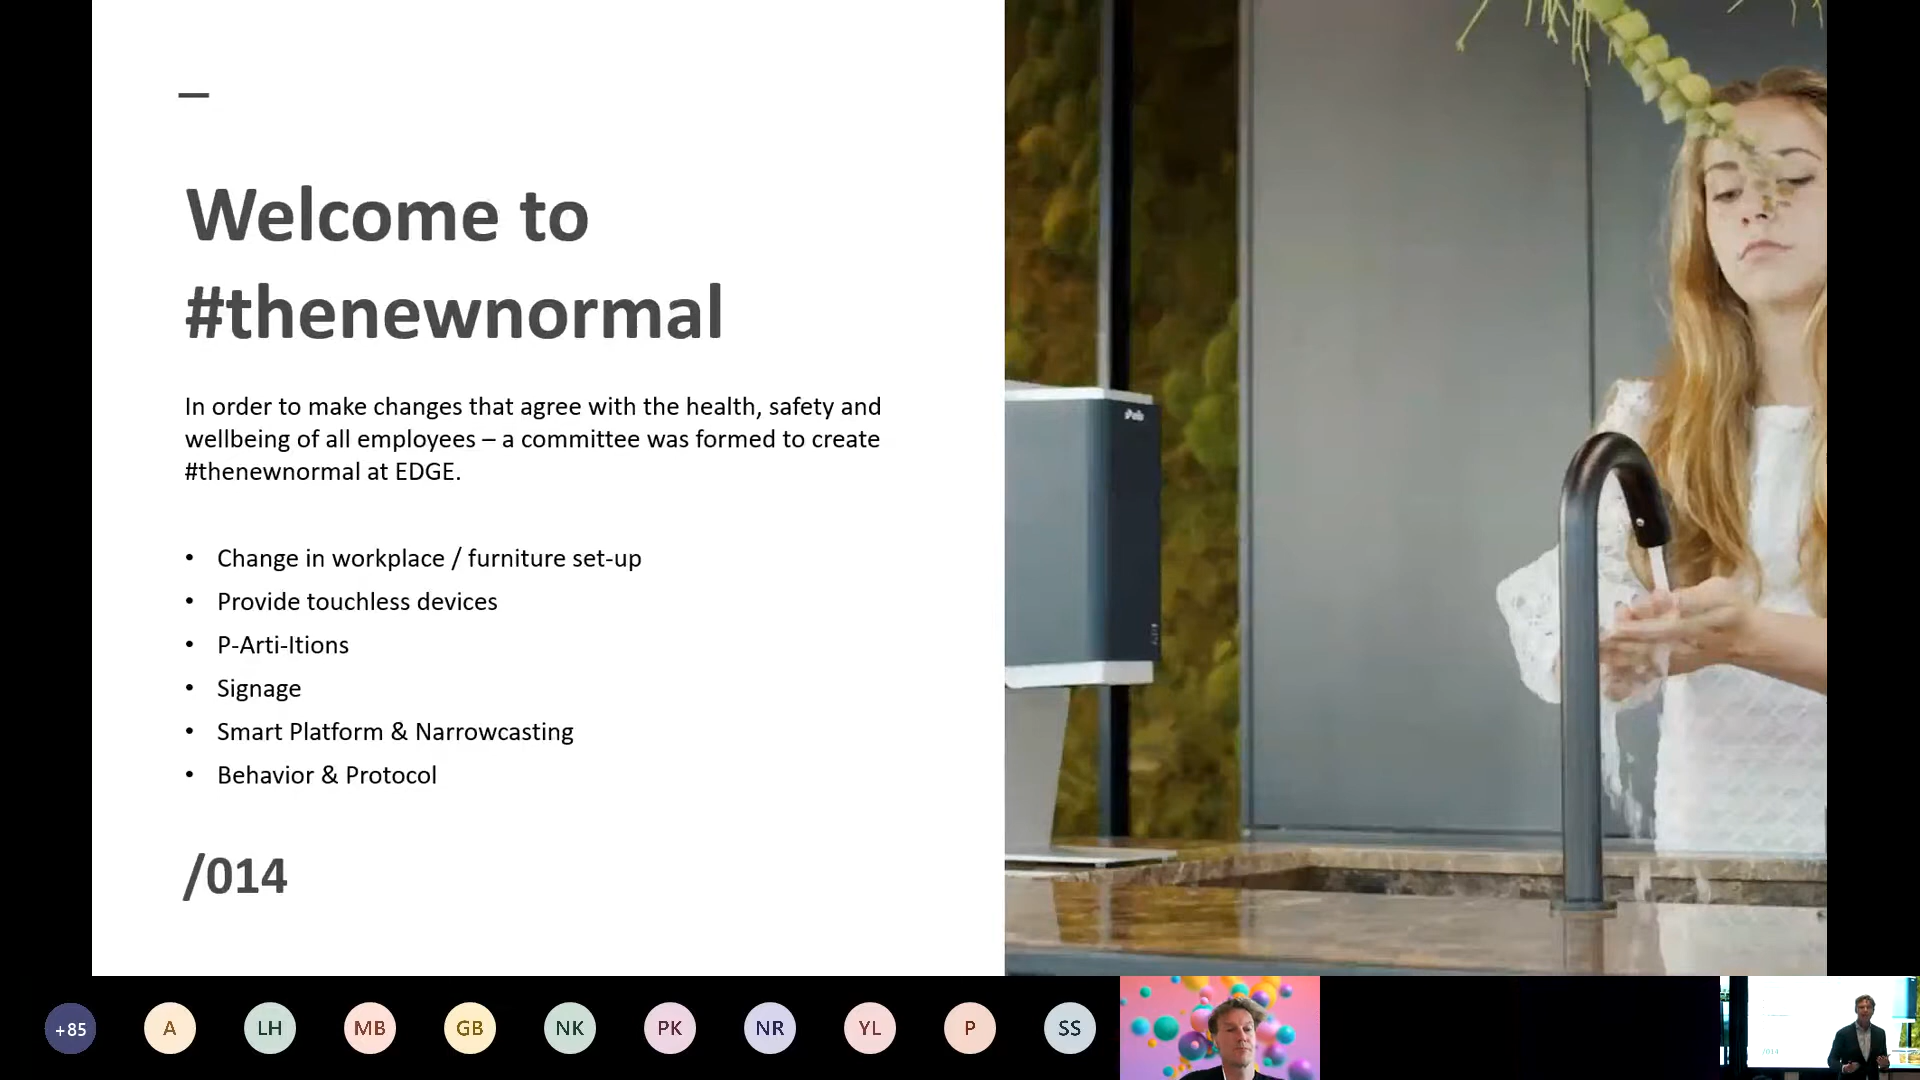 Welcome to
#thenewnormal
In order to make changes that agree with the health, safety and
wellbeing of all employees – a committee was formed to create
#thenewnormal at EDGE.
• Change in workplace / furniture set-up
• Provide touchless devices
• P-Arti-Itions
• Signage
• Smart Platform & Narrowcasting
• Behavior & Protocol
/014
+85
A
LH
MB
GB
NK
PK
NR
YL
P
SS
/014